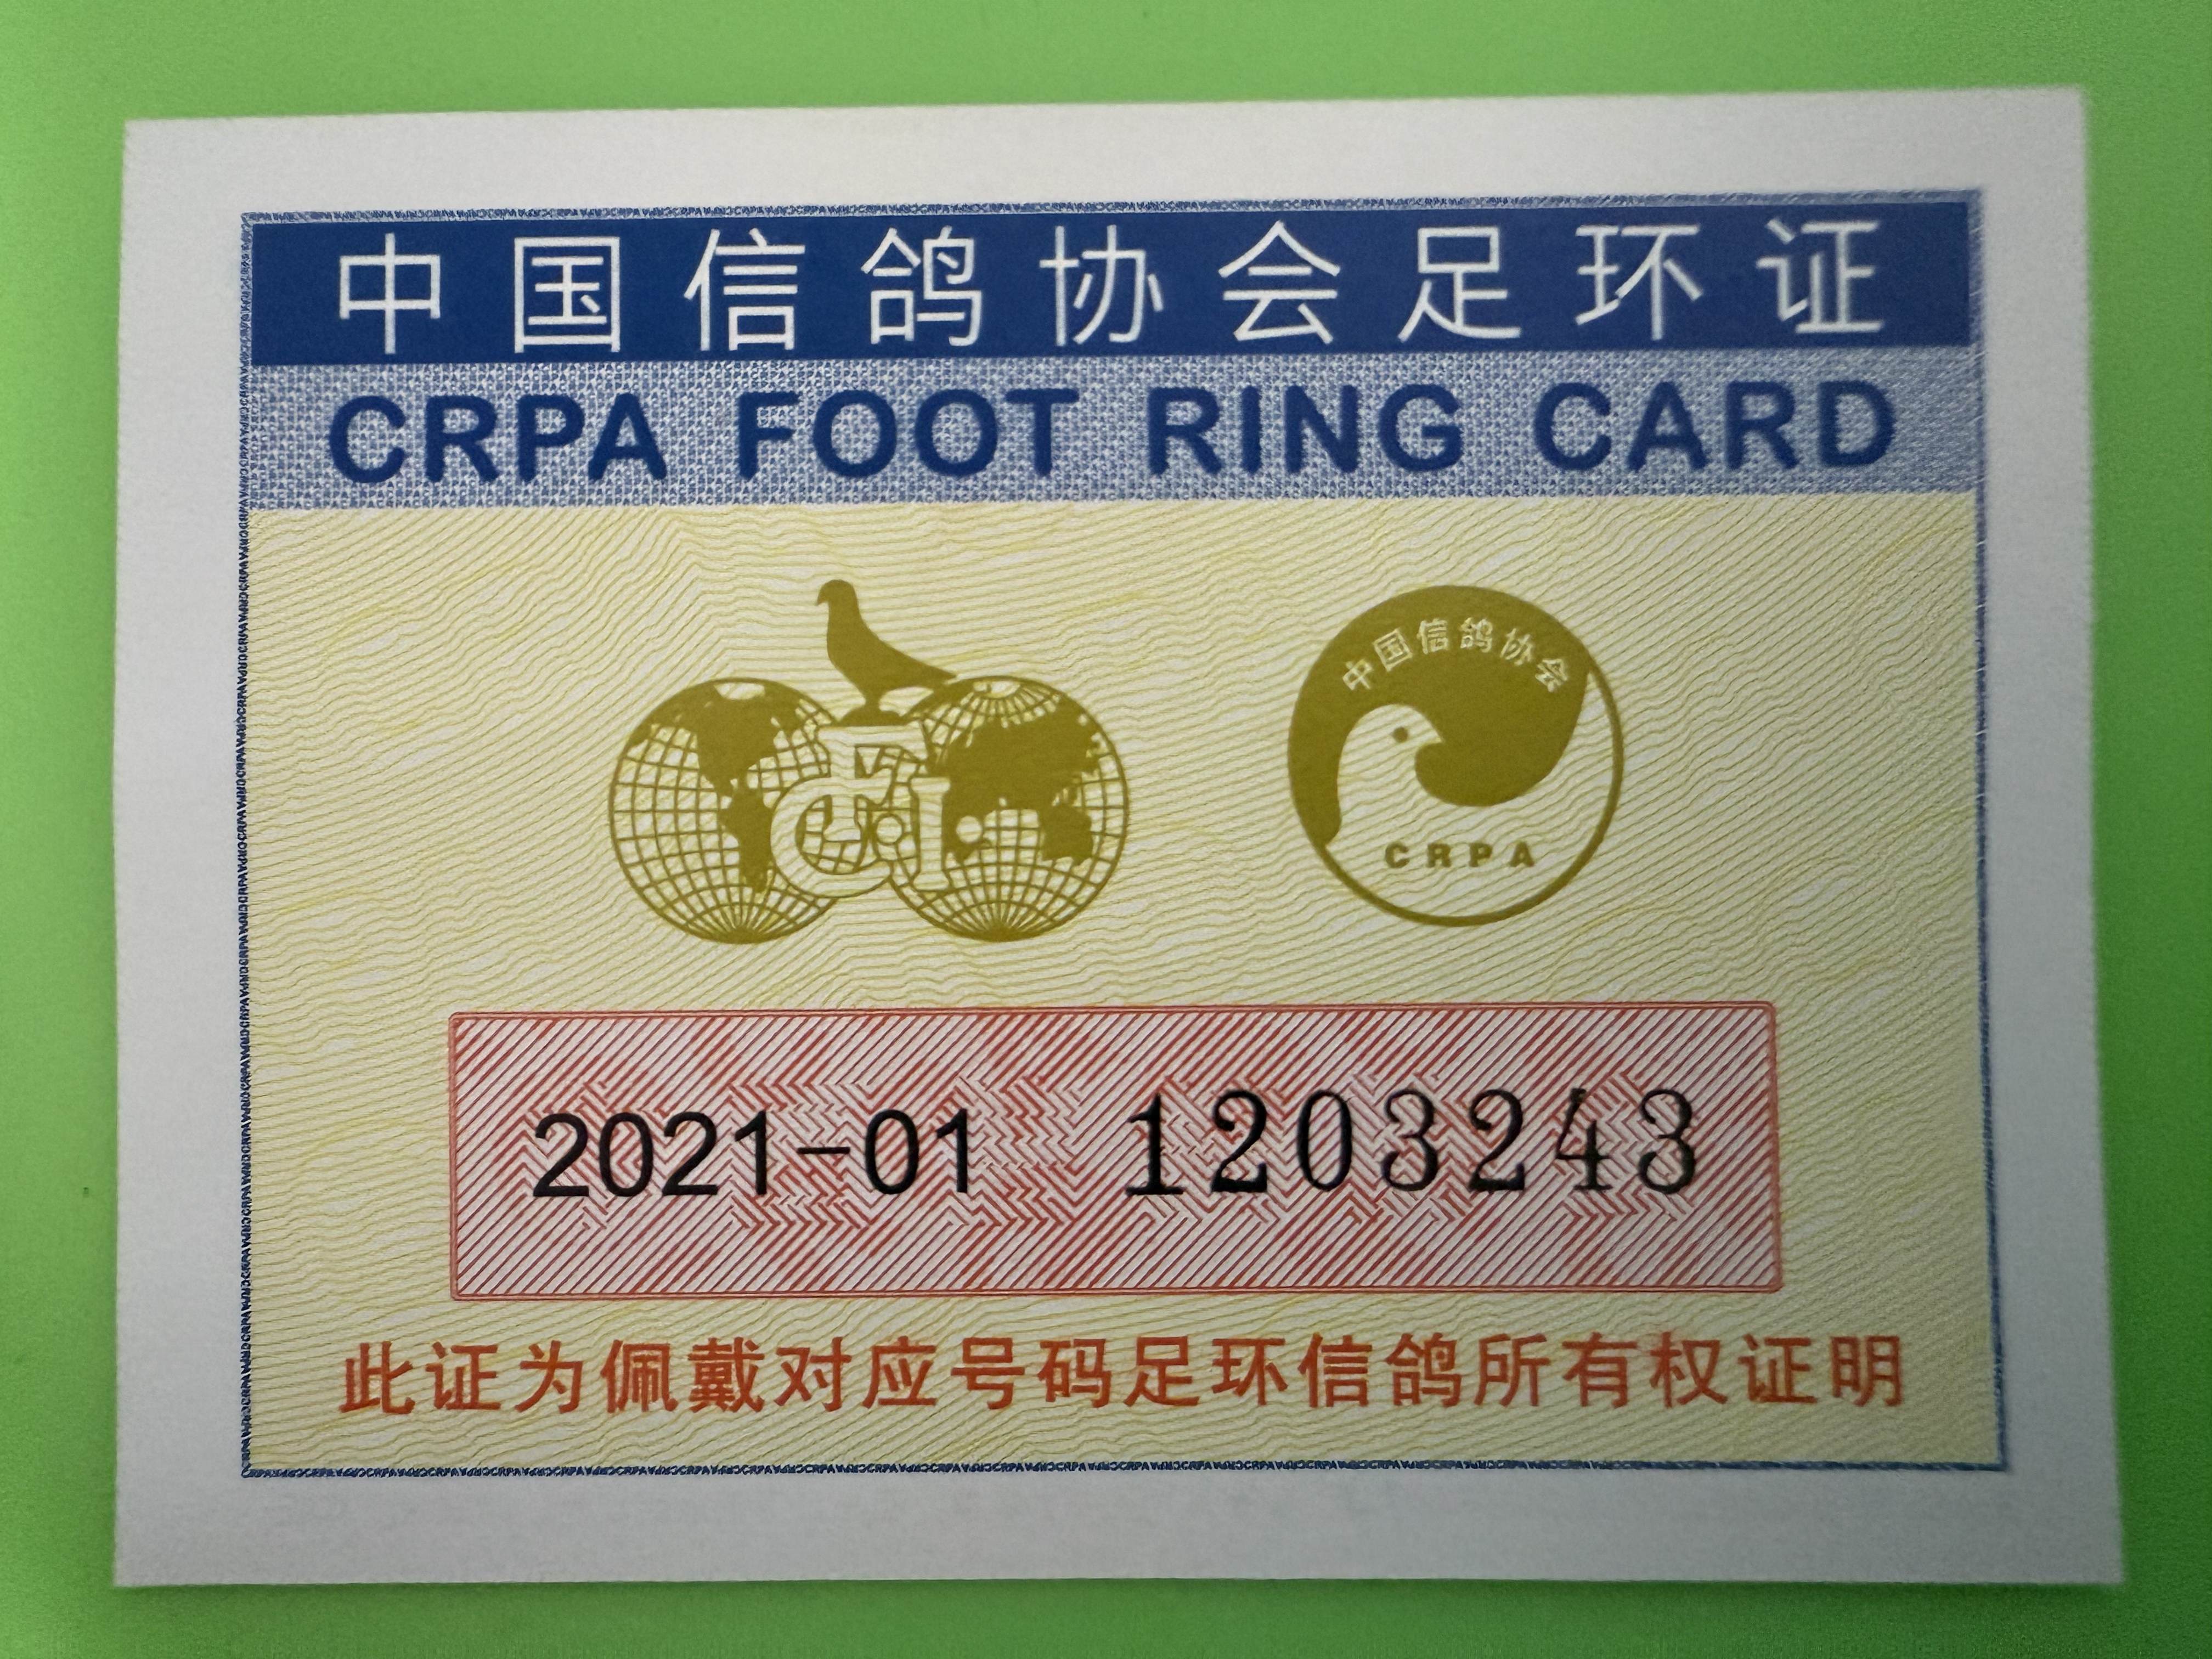 中国信鸽协会足环证
CRPA FOOT RING CARD
中国信鸽协会
CRPA
2021-01 1203243
此证为佩戴对应号码足环信鸽所有权证明